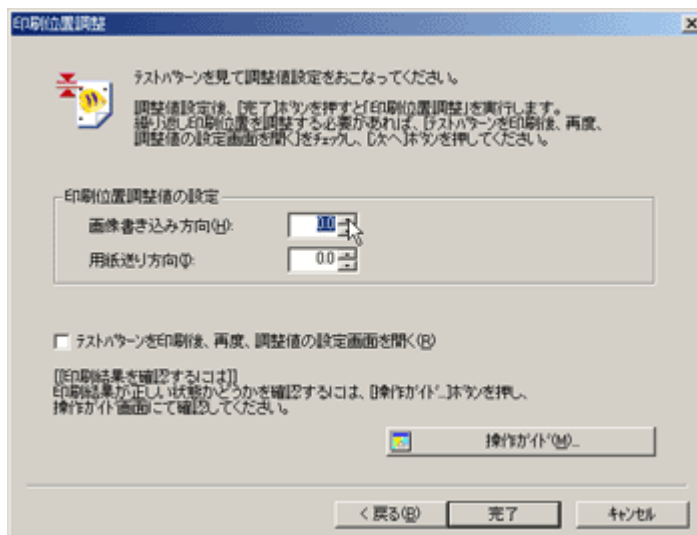 印刷位置調整
テストパターンを見て調整値設定をおこなってください。
調整値設定後、[完了]ボタンを押すと「印刷位置調整」を実行します。
繰り返し印刷位置を調整する必要があれば、[テストパターンを印刷後、再度、
調整値の設定画面を開く]をチェックし、[次へ]ボタンを押してください。
印刷位置調整値の設定
画像書き込み方向(H):
0.0
用紙送り方向(I):
0.0
テストパターンを印刷後、再度、調整値の設定画面を開く(R)
[[印刷結果を確認するには]]
印刷結果が正しい状態かどうかを確認するには、[操作ガイド...]ボタンを押し、
操作ガイド画面にて確認してください。
操作ガイド(M)...
< 戻る(B)
完了
キャンセル